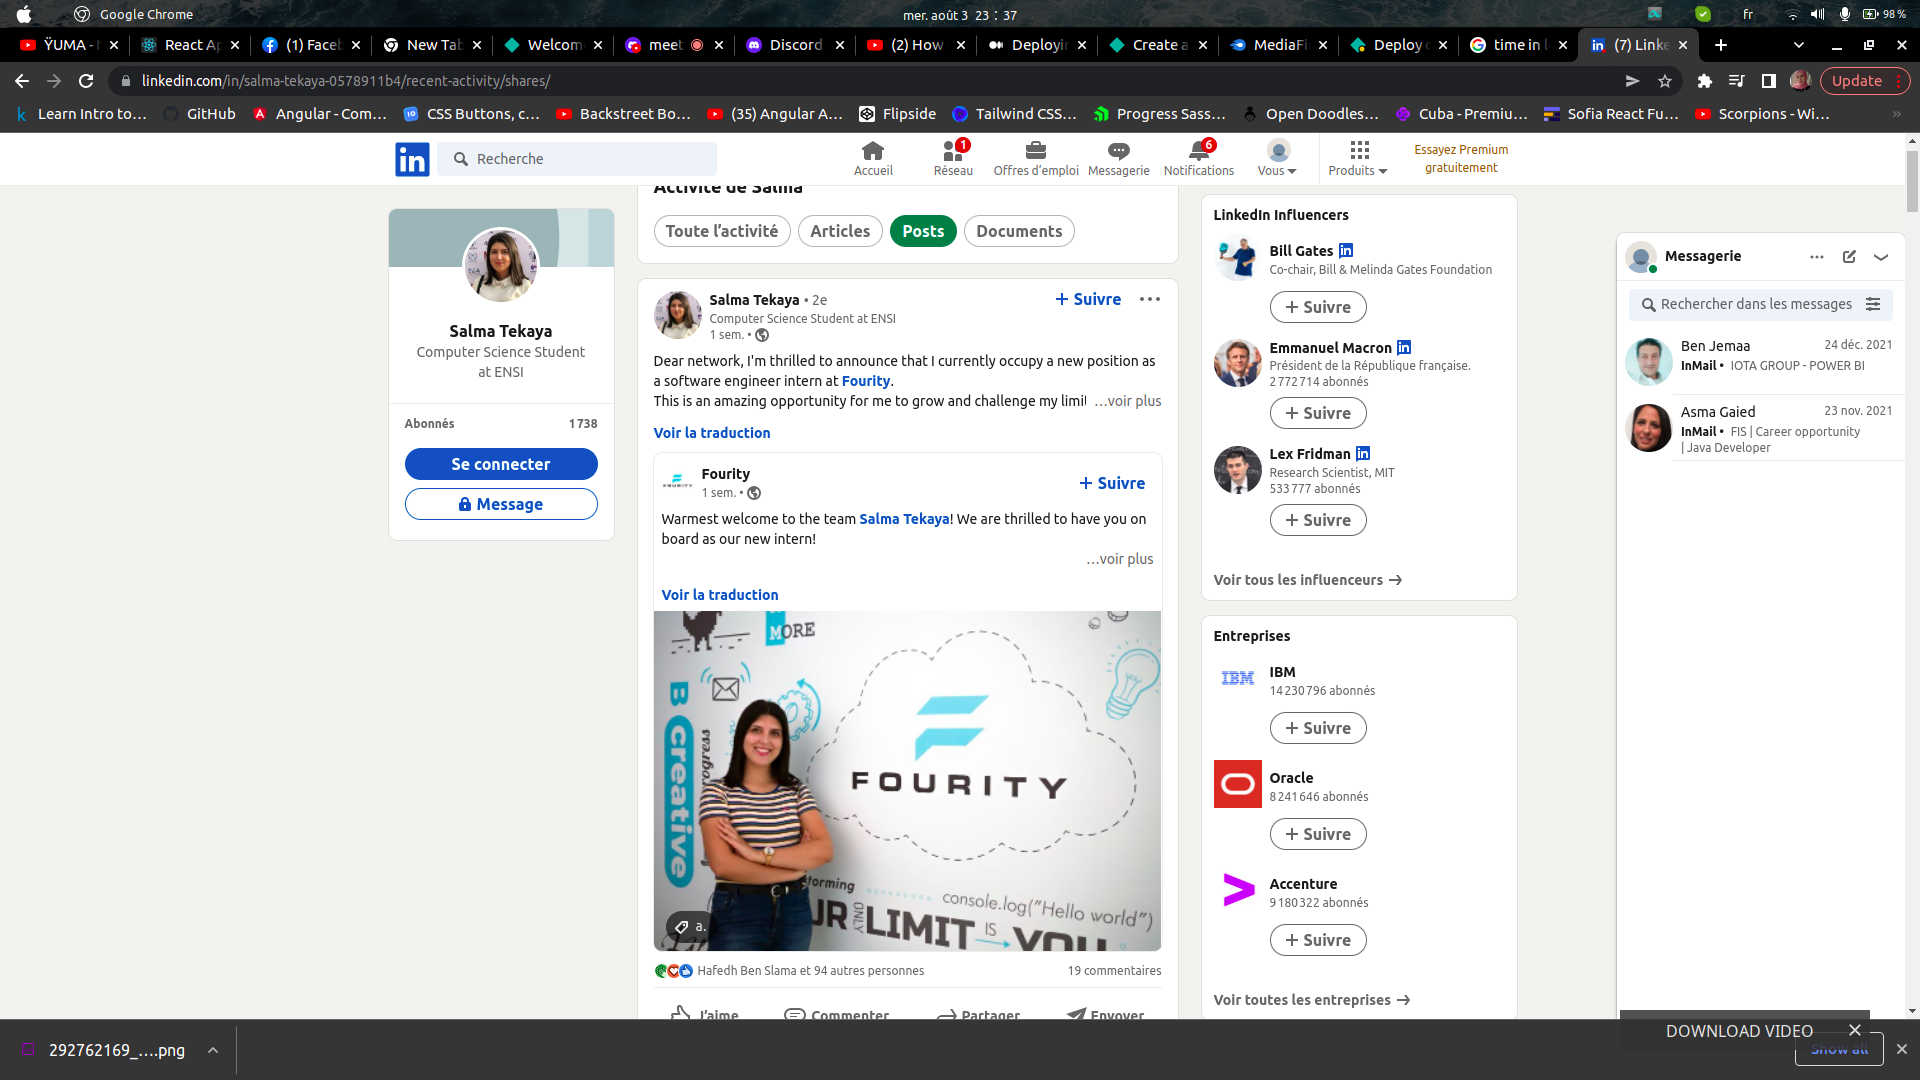 Google Chrome
mer. août 3 23 : 37
fr
98 %
ŸUMA -
React Ap
(1) Faceb
New Tab
Welcom
meet
Discord
(2) How
Deployin
Create a
MediaFi
Deploy
time in l
(7) Linke
linkedin.com/in/salma-tekaya-0578911b4/recent-activity/shares/
Update
Learn Intro to...
GitHub
Angular - Com...
CSS Buttons, c...
Backstreet Bo...
(35) Angular A...
Flipside
Tailwind CSS...
Progress Sass...
Open Doodles...
Cuba - Premiu...
Sofia React Fu...
Scorpions - Wi...
in
Recherche
Accueil
1
Réseau
Offres d’emploi
Messagerie
6
Notifications
Vous
Produits
Essayez Premium
gratuitement
Salma Tekaya
Computer Science Student
at ENSI
Abonnés 1 738
Se connecter
Message
Activité de Salma
Toute l’activité
Articles
Posts
Documents
Salma Tekaya • 2e
Computer Science Student at ENSI
1 sem. •
+ Suivre
Dear network, I'm thrilled to announce that I currently occupy a new position as
a software engineer intern at Fourity.
This is an amazing opportunity for me to grow and challenge my limit …voir plus
Voir la traduction
Fourity
1 sem. •
+ Suivre
Warmest welcome to the team Salma Tekaya! We are thrilled to have you on
board as our new intern!
…voir plus
Voir la traduction
MORE
B creative
progress
FOURITY
storming
console.log("Hello world")
UR ONLY LIMIT IS YOU
a.
Hafedh Ben Slama et 94 autres personnes
19 commentaires
J’aime
Commenter
Partager
Envoyer
LinkedIn Influencers
Bill Gates in
Co-chair, Bill & Melinda Gates Foundation
+ Suivre
Emmanuel Macron in
Président de la République française.
2 772 714 abonnés
+ Suivre
Lex Fridman in
Research Scientist, MIT
533 777 abonnés
+ Suivre
Voir tous les influenceurs
Entreprises
IBM
IBM
14 230 796 abonnés
+ Suivre
Oracle
8 241 646 abonnés
+ Suivre
Accenture
9 180 322 abonnés
+ Suivre
Voir toutes les entreprises
Messagerie
Rechercher dans les messages
Ben Jemaa 24 déc. 2021
InMail • IOTA GROUP - POWER BI
Asma Gaied 23 nov. 2021
InMail • FIS | Career opportunity
| Java Developer
DOWNLOAD VIDEO
292762169_....png
Show all